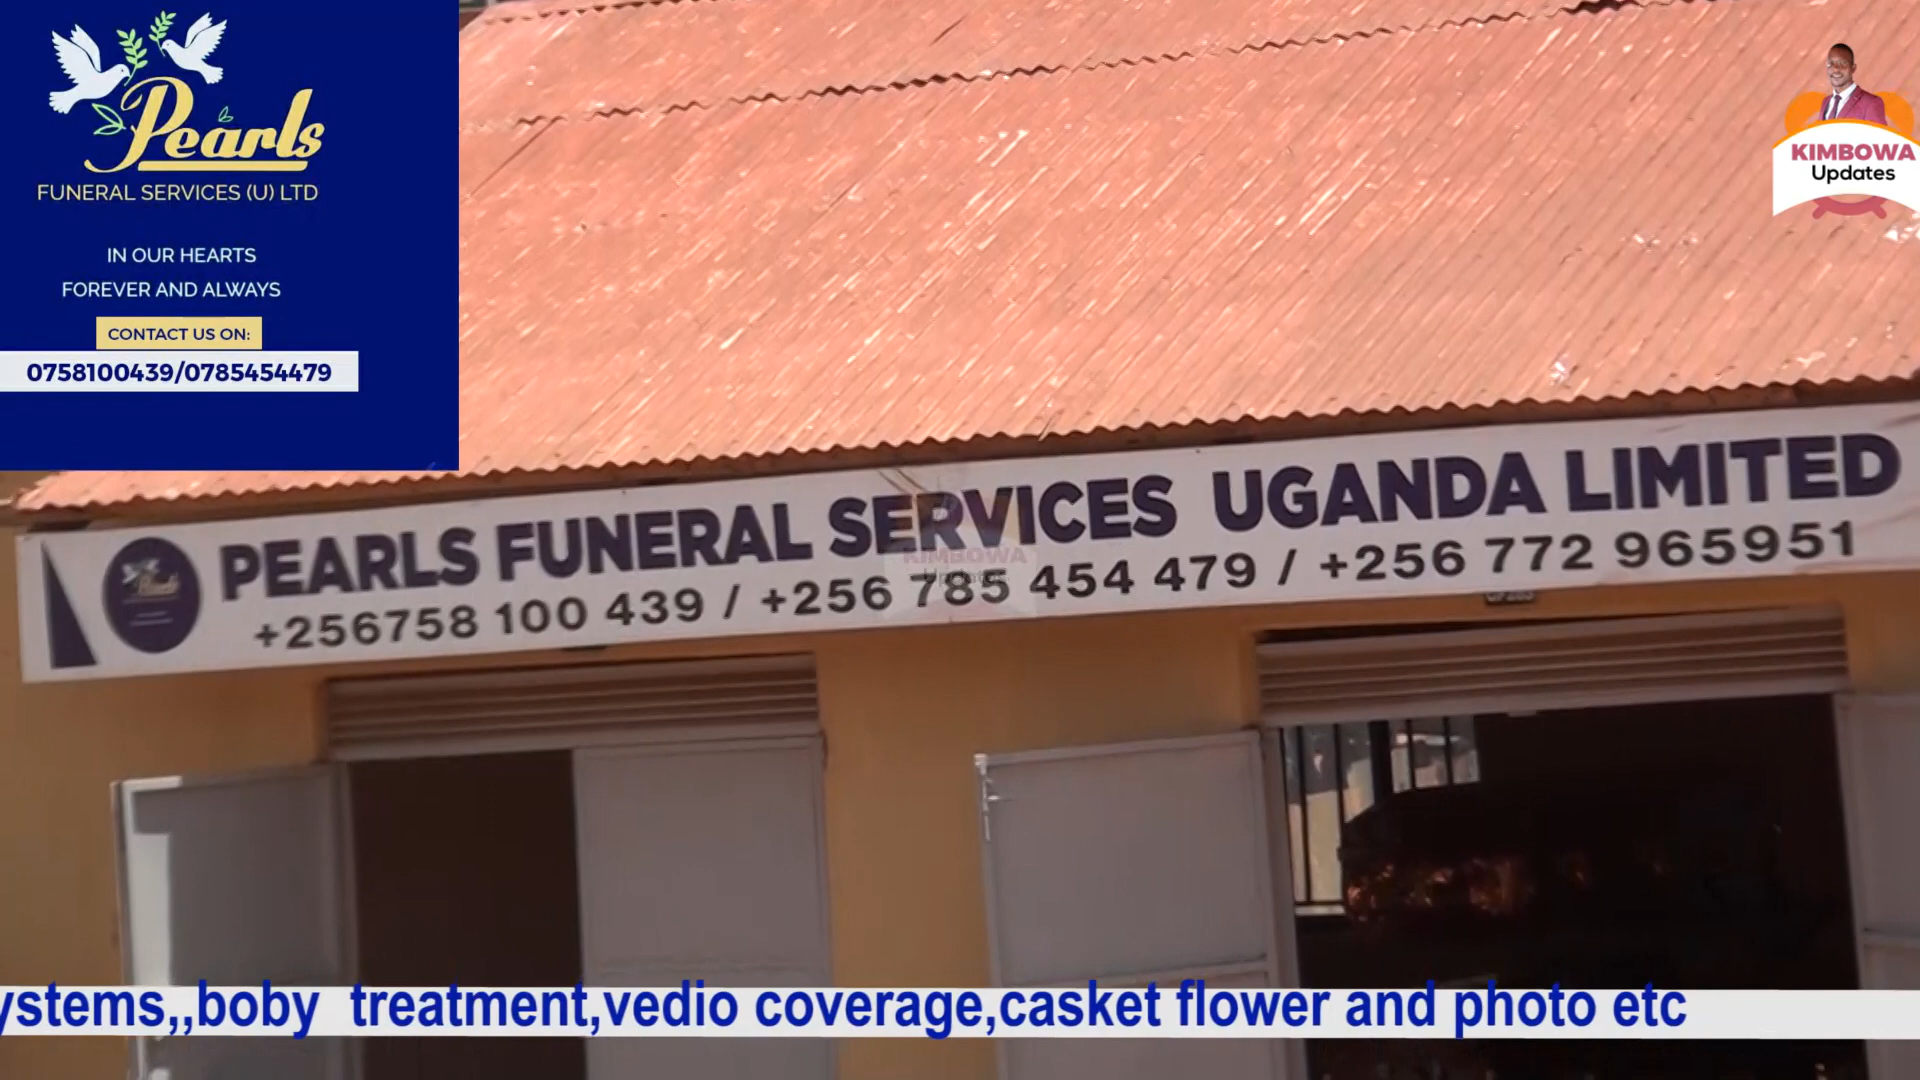 Pearls
FUNERAL SERVICES (U) LTD
IN OUR HEARTS
FOREVER AND ALWAYS
CONTACT US ON:
0758100439/0785454479
KIMBOWA
Updates
PEARLS FUNERAL SERVICES UGANDA LIMITED
+256758 100 439 / +256 785 454 479 / +256 772 965951
KIMBOWA
Updates
ystems,,boby treatment,vedio coverage,casket flower and photo etc